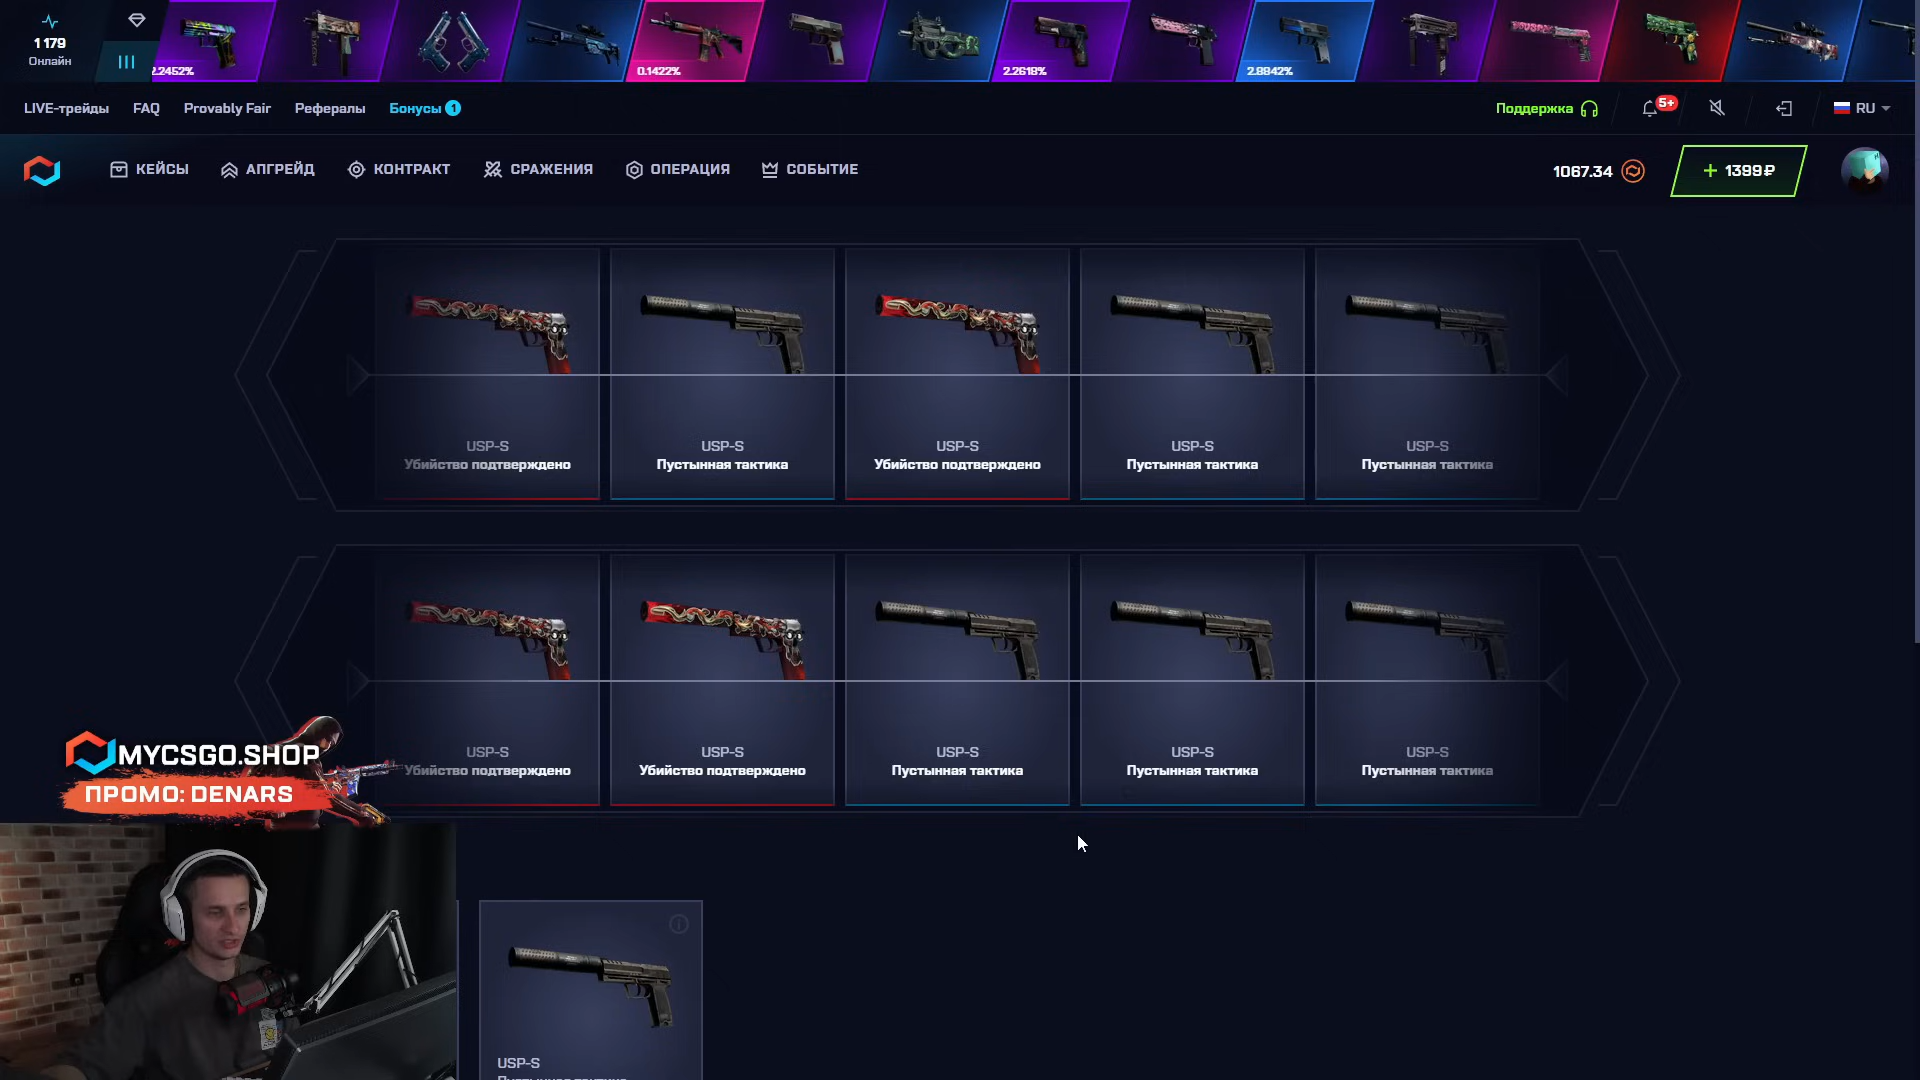 1 179
Онлайн
2.2452%
0.1422%
2.2618%
2.8842%
LIVE-трейды
FAQ
Provably Fair
Рефералы
Бонусы 1
Поддержка
5+
RU
КЕЙСЫ
АПГРЕЙД
КОНТРАКТ
СРАЖЕНИЯ
ОПЕРАЦИЯ
СОБЫТИЕ
1067.34
+ 1399₽
USP-S
Убийство подтверждено
USP-S
Пустынная тактика
USP-S
Убийство подтверждено
USP-S
Пустынная тактика
USP-S
Пустынная тактика
USP-S
Убийство подтверждено
USP-S
Убийство подтверждено
USP-S
Пустынная тактика
USP-S
Пустынная тактика
USP-S
Пустынная тактика
MYCSGO.SHOP
ПРОМО: DENARS
USP-S